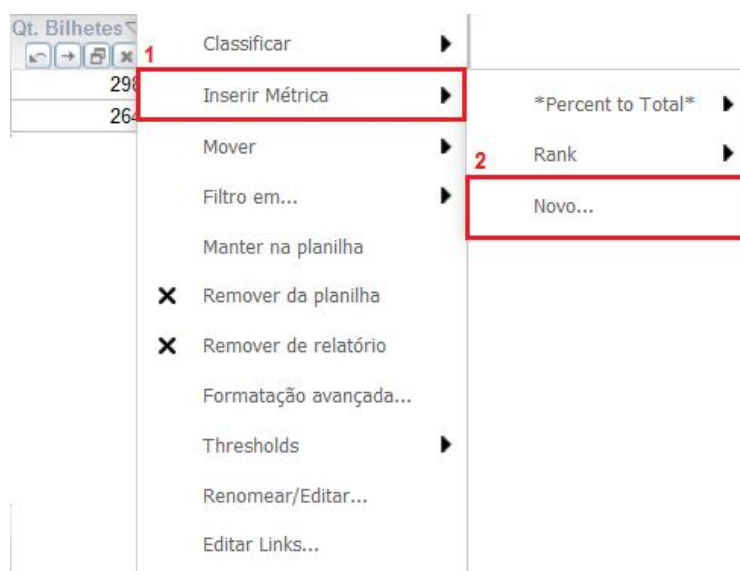 Qt. Bilhetes
1
298
264
Classificar
Inserir Métrica
Mover
Filtro em...
Manter na planilha
Remover da planilha
Remover de relatório
Formatação avançada...
Thresholds
Renomear/Editar...
Editar Links...
2
*Percent to Total*
Rank
Novo...